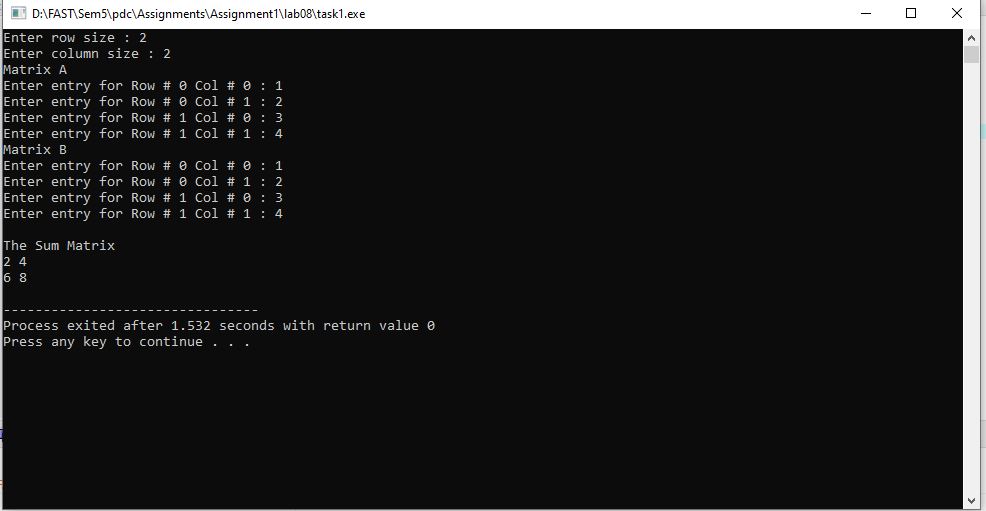 D:\FAST\Sem5\pdc\Assignments\Assignment1\lab08\task1.exe
Enter row size : 2
Enter column size : 2
Matrix A
Enter entry for Row # 0 Col # 0 : 1
Enter entry for Row # 0 Col # 1 : 2
Enter entry for Row # 1 Col # 0 : 3
Enter entry for Row # 1 Col # 1 : 4
Matrix B
Enter entry for Row # 0 Col # 0 : 1
Enter entry for Row # 0 Col # 1 : 2
Enter entry for Row # 1 Col # 0 : 3
Enter entry for Row # 1 Col # 1 : 4
The Sum Matrix
2 4
6 8
--------------------------------
Process exited after 1.532 seconds with return value 0
Press any key to continue . . .